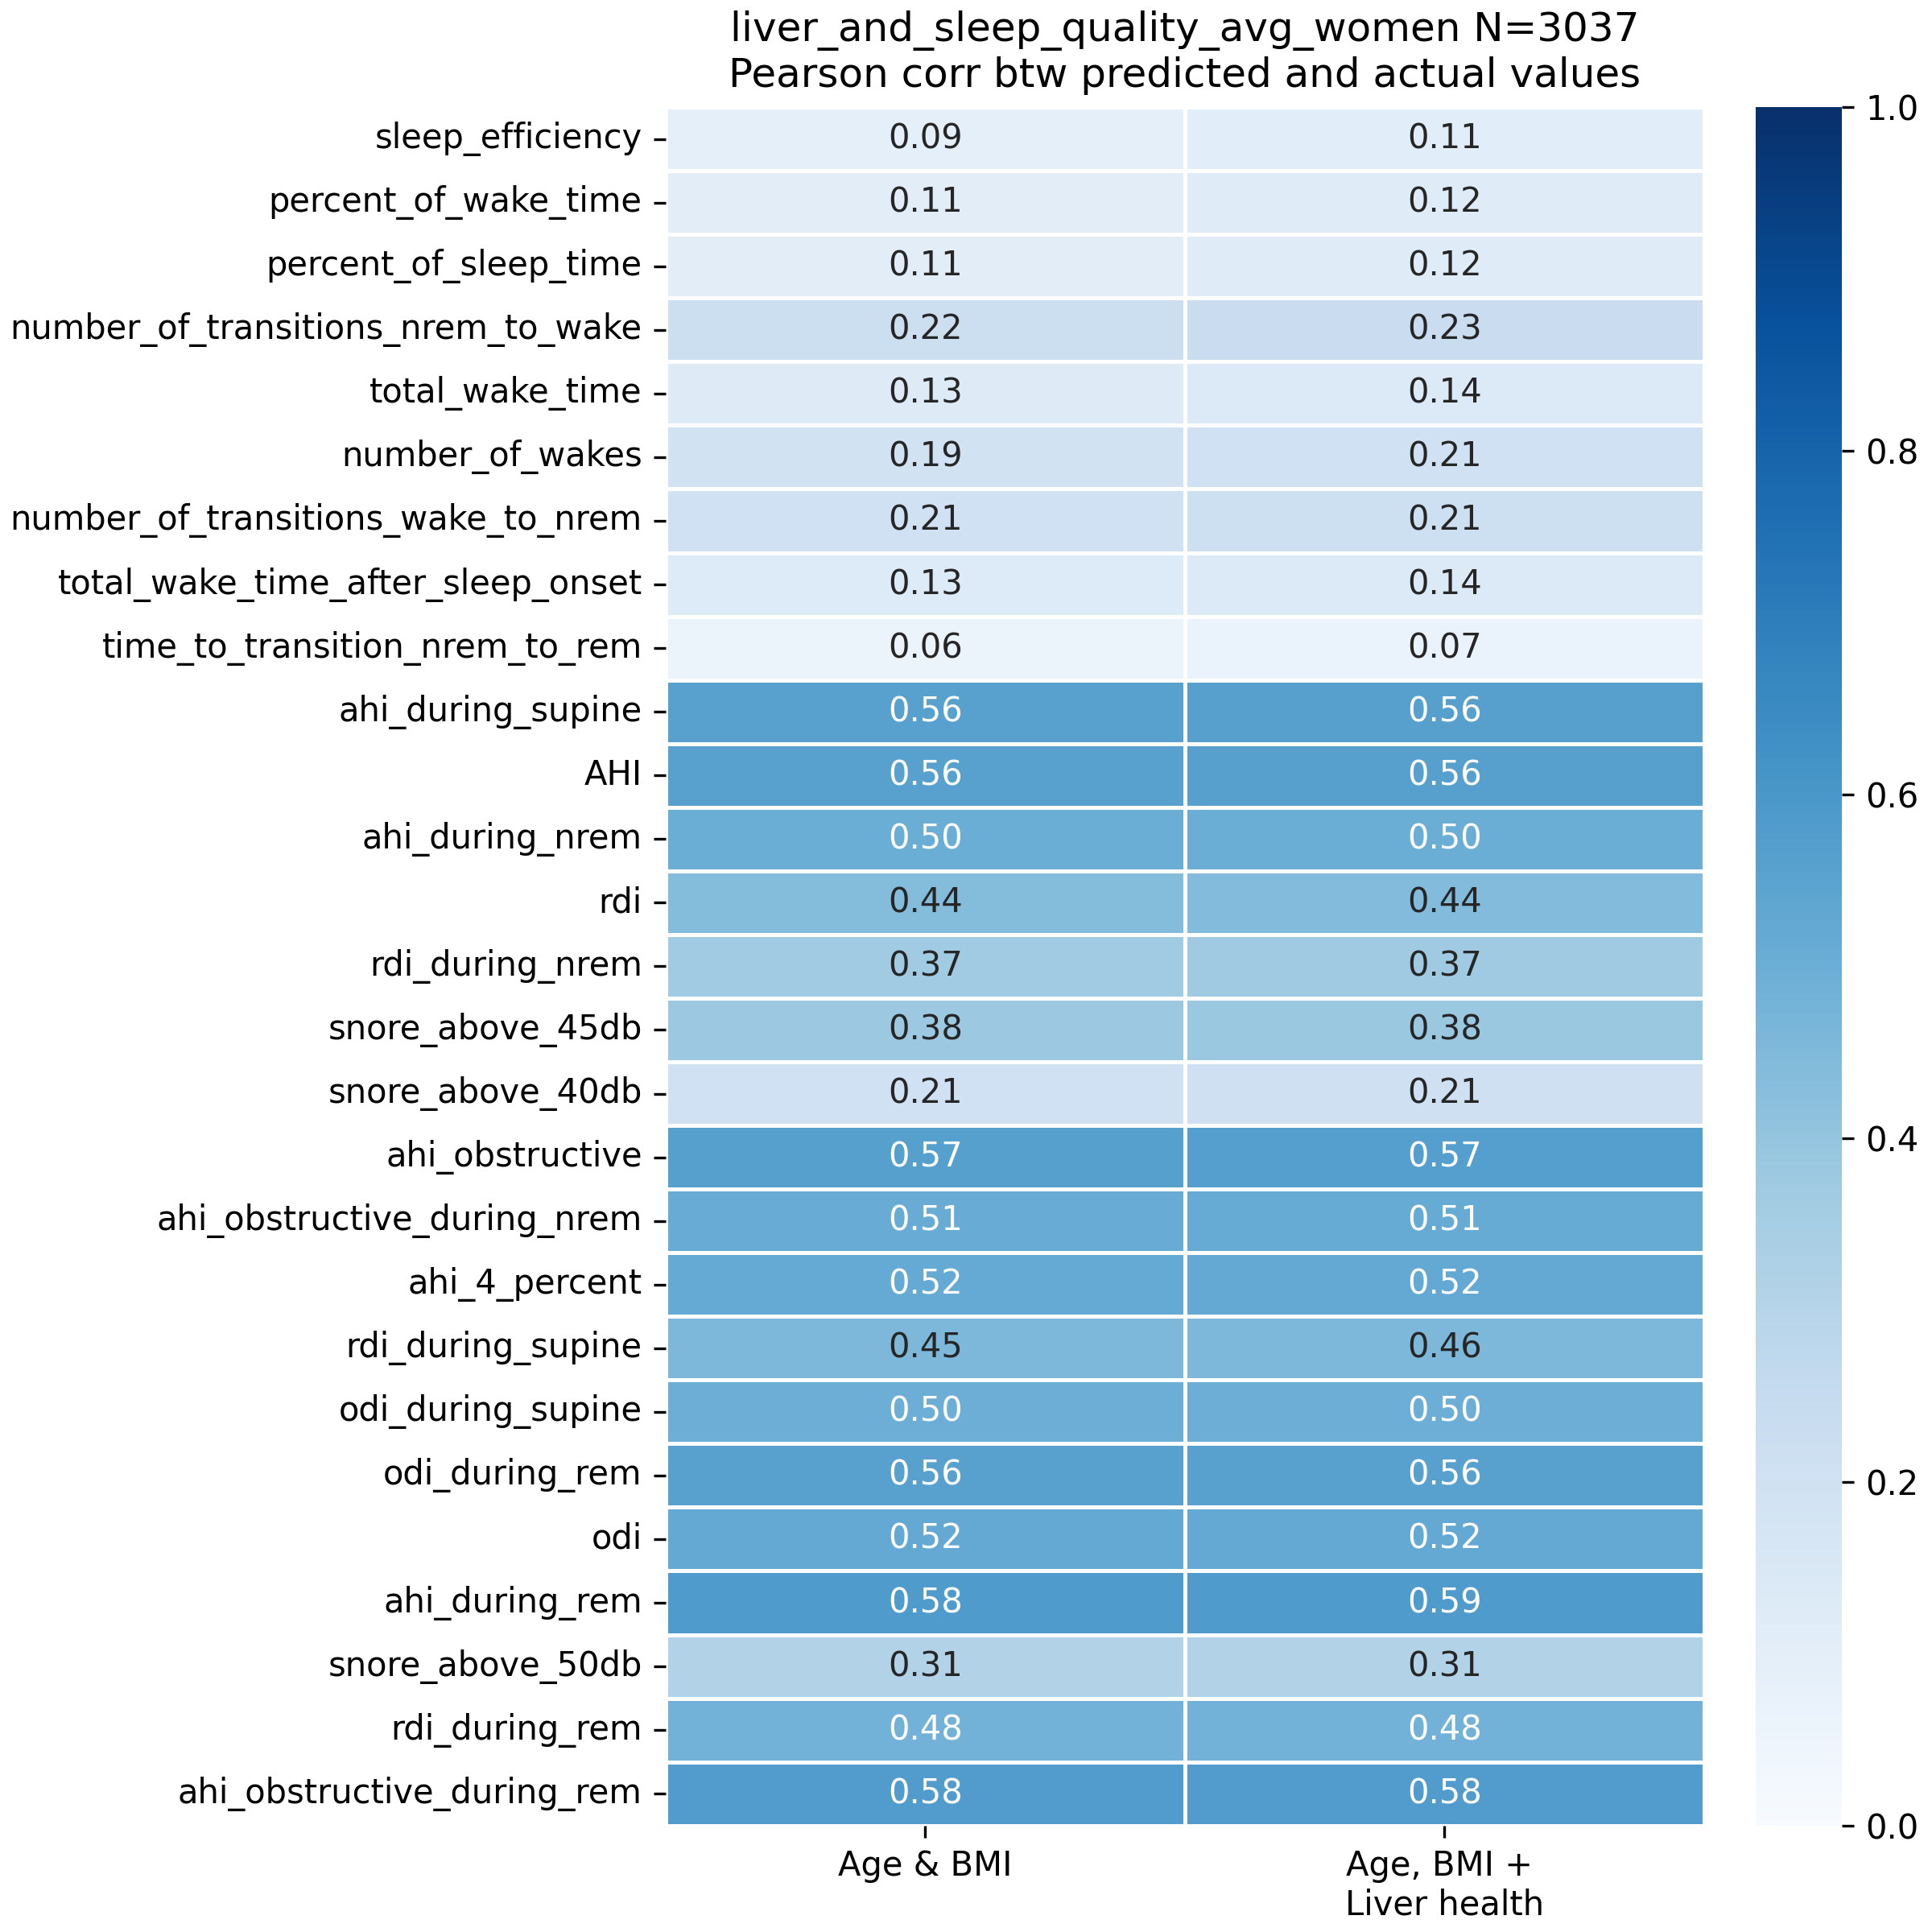 liver_and_sleep_quality_avg_women N=3037
Pearson corr btw predicted and actual values
sleep_efficiency 0.09 0.11
percent_of_wake_time 0.11 0.12
percent_of_sleep_time 0.11 0.12
number_of_transitions_nrem_to_wake 0.22 0.23
total_wake_time 0.13 0.14
number_of_wakes 0.19 0.21
number_of_transitions_wake_to_nrem 0.21 0.21
total_wake_time_after_sleep_onset 0.13 0.14
time_to_transition_nrem_to_rem 0.06 0.07
ahi_during_supine 0.56 0.56
AHI 0.56 0.56
ahi_during_nrem 0.50 0.50
rdi 0.44 0.44
rdi_during_nrem 0.37 0.37
snore_above_45db 0.38 0.38
snore_above_40db 0.21 0.21
ahi_obstructive 0.57 0.57
ahi_obstructive_during_nrem 0.51 0.51
ahi_4_percent 0.52 0.52
rdi_during_supine 0.45 0.46
odi_during_supine 0.50 0.50
odi_during_rem 0.56 0.56
odi 0.52 0.52
ahi_during_rem 0.58 0.59
snore_above_50db 0.31 0.31
rdi_during_rem 0.48 0.48
ahi_obstructive_during_rem 0.58 0.58
Age & BMI
Age, BMI +
Liver health
1.0
0.8
0.6
0.4
0.2
0.0